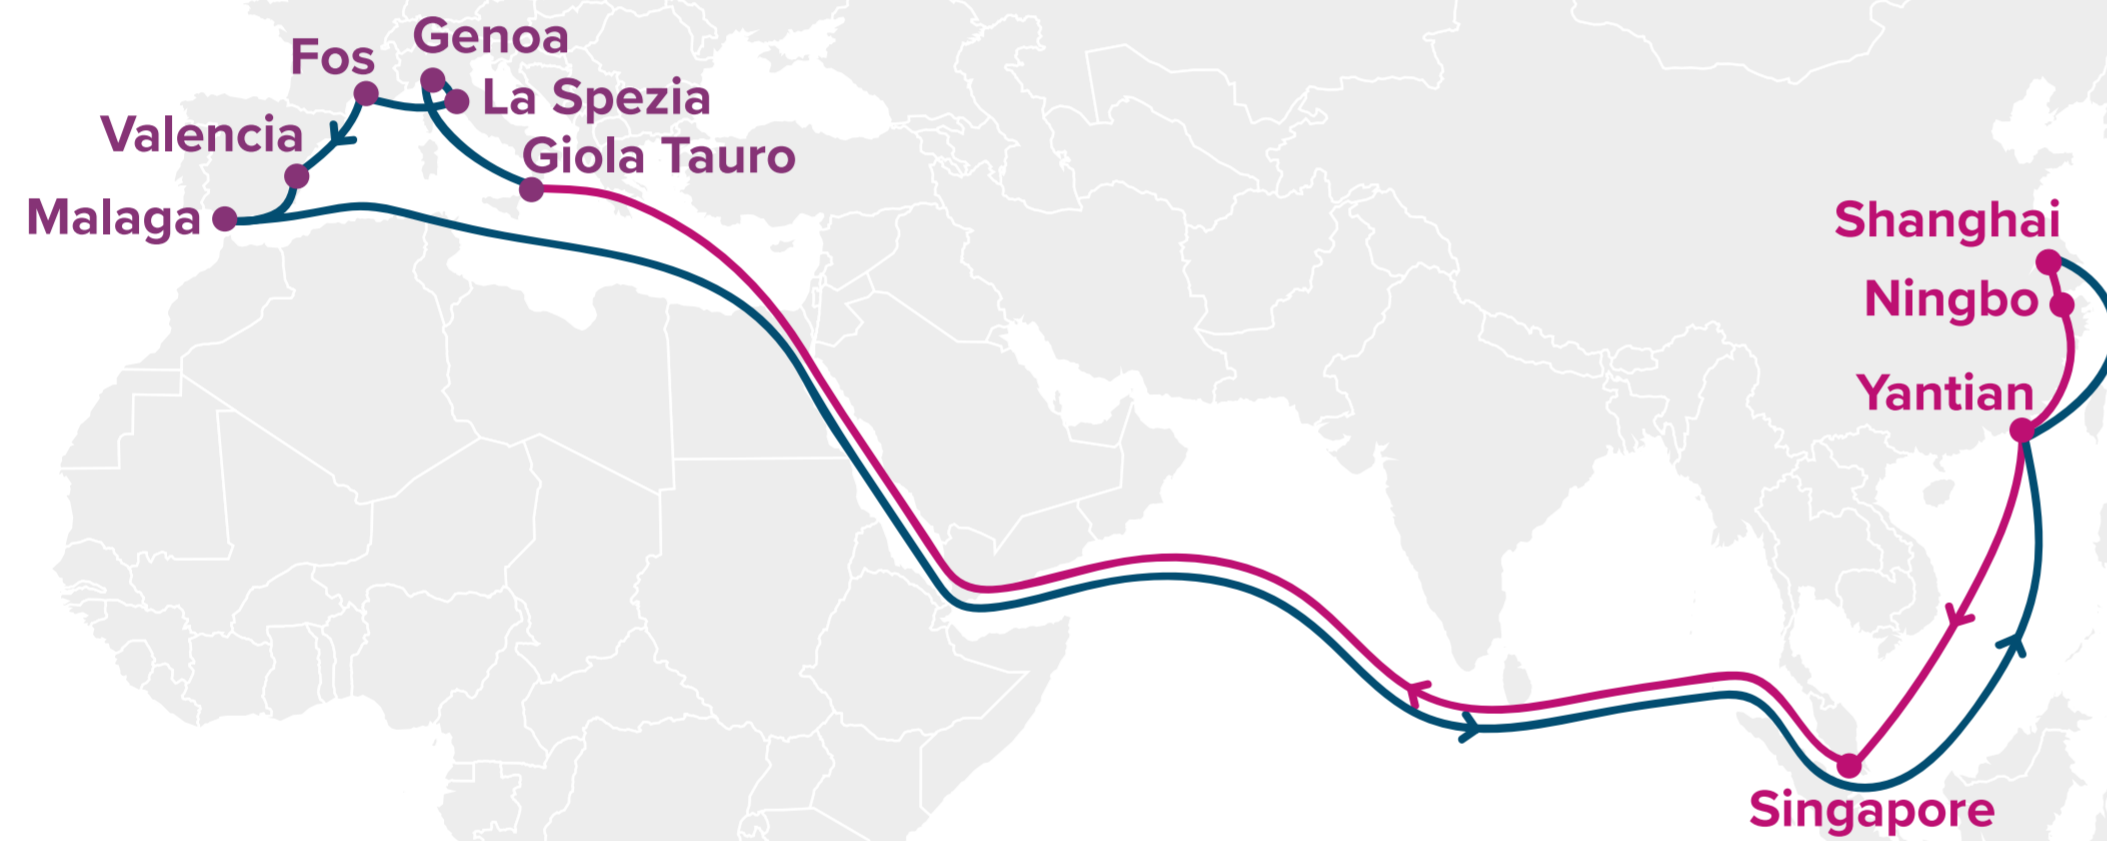 Genoa
Fos
La Spezia
Valencia
Giola Tauro
Malaga
Shanghai
Ningbo
Yantian
Singapore